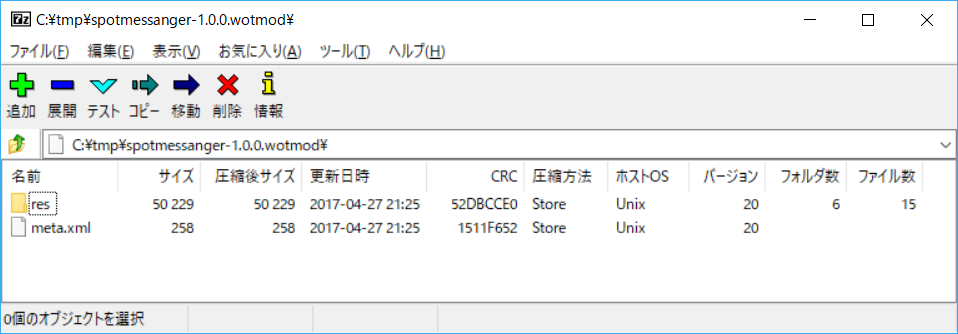 C:¥tmp¥spotmessanger-1.0.0.wotmod¥
ファイル(F) 編集(E) 表示(V) お気に入り(A) ツール(T) ヘルプ(H)
追加 展開 テスト コピー 移動 削除 情報
C:¥tmp¥spotmessanger-1.0.0.wotmod¥
名前 サイズ 圧縮後サイズ 更新日時 CRC 圧縮方法 ホストOS バージョン フォルダ数 ファイル数
res 50 229 50 229 2017-04-27 21:25 52DBCCE0 Store Unix 20 6 15
meta.xml 258 258 2017-04-27 21:25 1511F652 Store Unix 20
0個のオブジェクトを選択